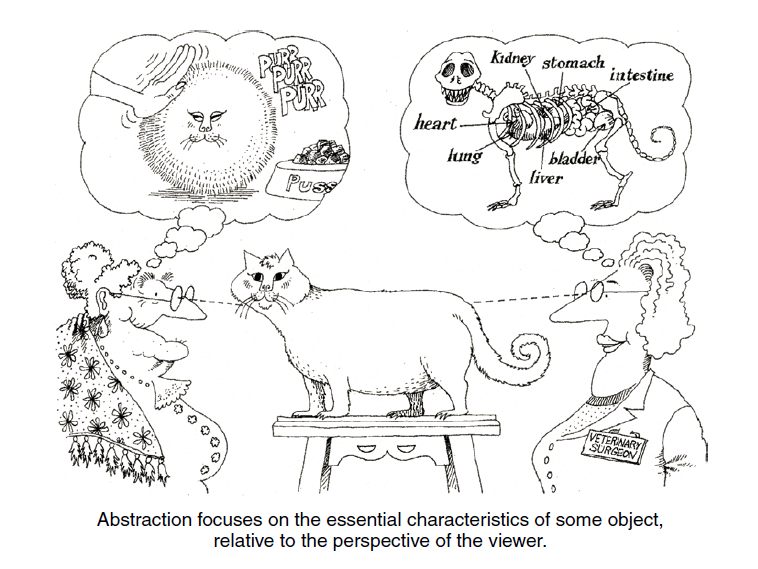 PURR
PURR
PURR
PUSS
Kidney
stomach
intestine
heart
lung
bladder
liver
VETERINARY
SURGEON
Abstraction focuses on the essential characteristics of some object,
relative to the perspective of the viewer.